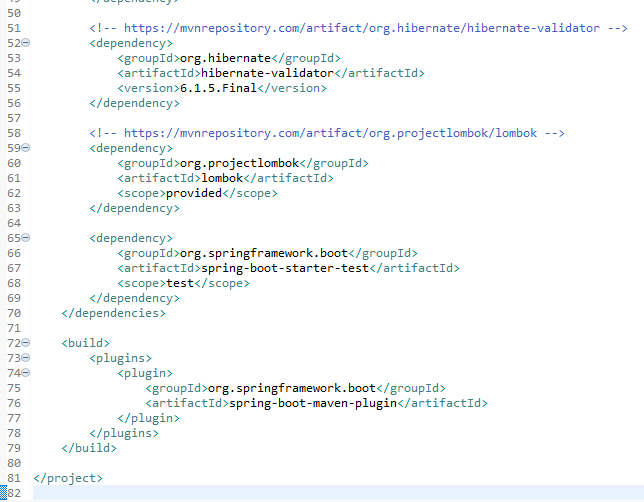 49 </dependency>
50
51 <!-- https://mvnrepository.com/artifact/org.hibernate/hibernate-validator -->
52 <dependency>
53 <groupId>org.hibernate</groupId>
54 <artifactId>hibernate-validator</artifactId>
55 <version>6.1.5.Final</version>
56 </dependency>
57
58 <!-- https://mvnrepository.com/artifact/org.projectlombok/lombok -->
59 <dependency>
60 <groupId>org.projectlombok</groupId>
61 <artifactId>lombok</artifactId>
62 <scope>provided</scope>
63 </dependency>
64
65 <dependency>
66 <groupId>org.springframework.boot</groupId>
67 <artifactId>spring-boot-starter-test</artifactId>
68 <scope>test</scope>
69 </dependency>
70 </dependencies>
71
72 <build>
73 <plugins>
74 <plugin>
75 <groupId>org.springframework.boot</groupId>
76 <artifactId>spring-boot-maven-plugin</artifactId>
77 </plugin>
78 </plugins>
79 </build>
80
81 </project>
82